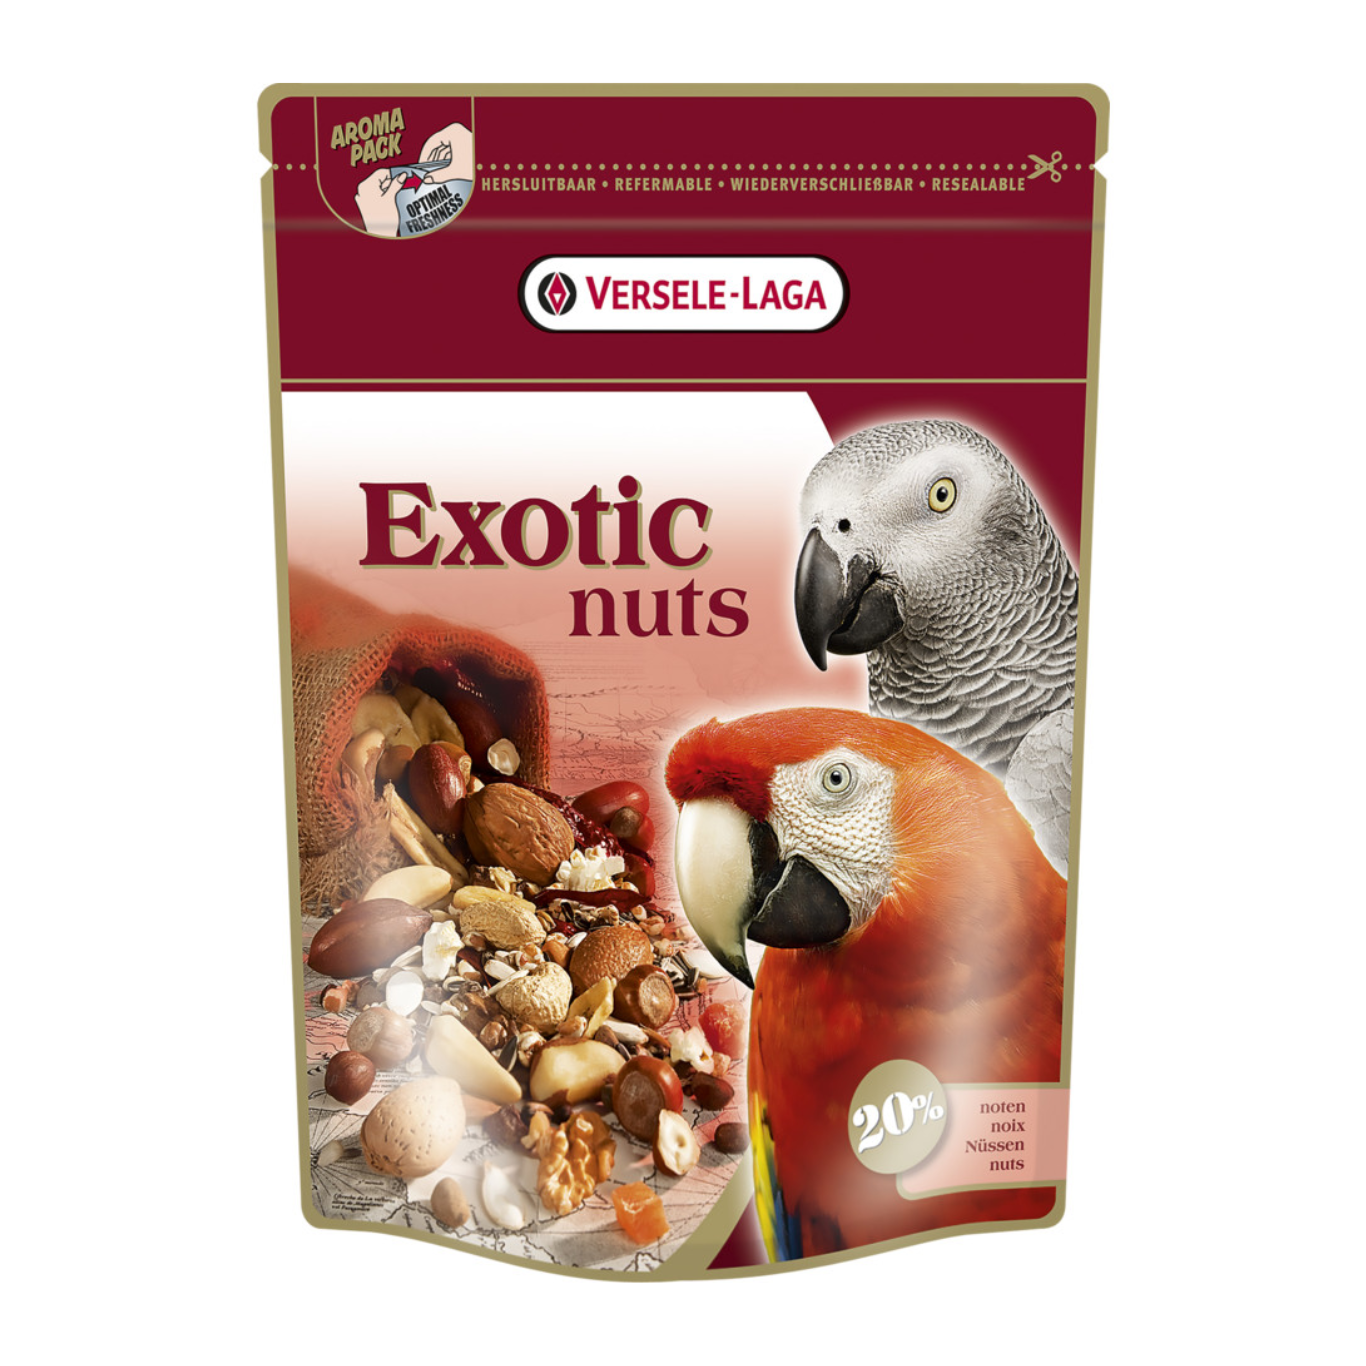 AROMA
PACK
OPTIMAL
FRESHNESS
HERSLUITBAAR • REFERMABLE • WIEDERVERSCHLIEßBAR • RESEALABLE
VERSELE-LAGA
Exotic
nuts
20%
noten
noix
Nüssen
nuts